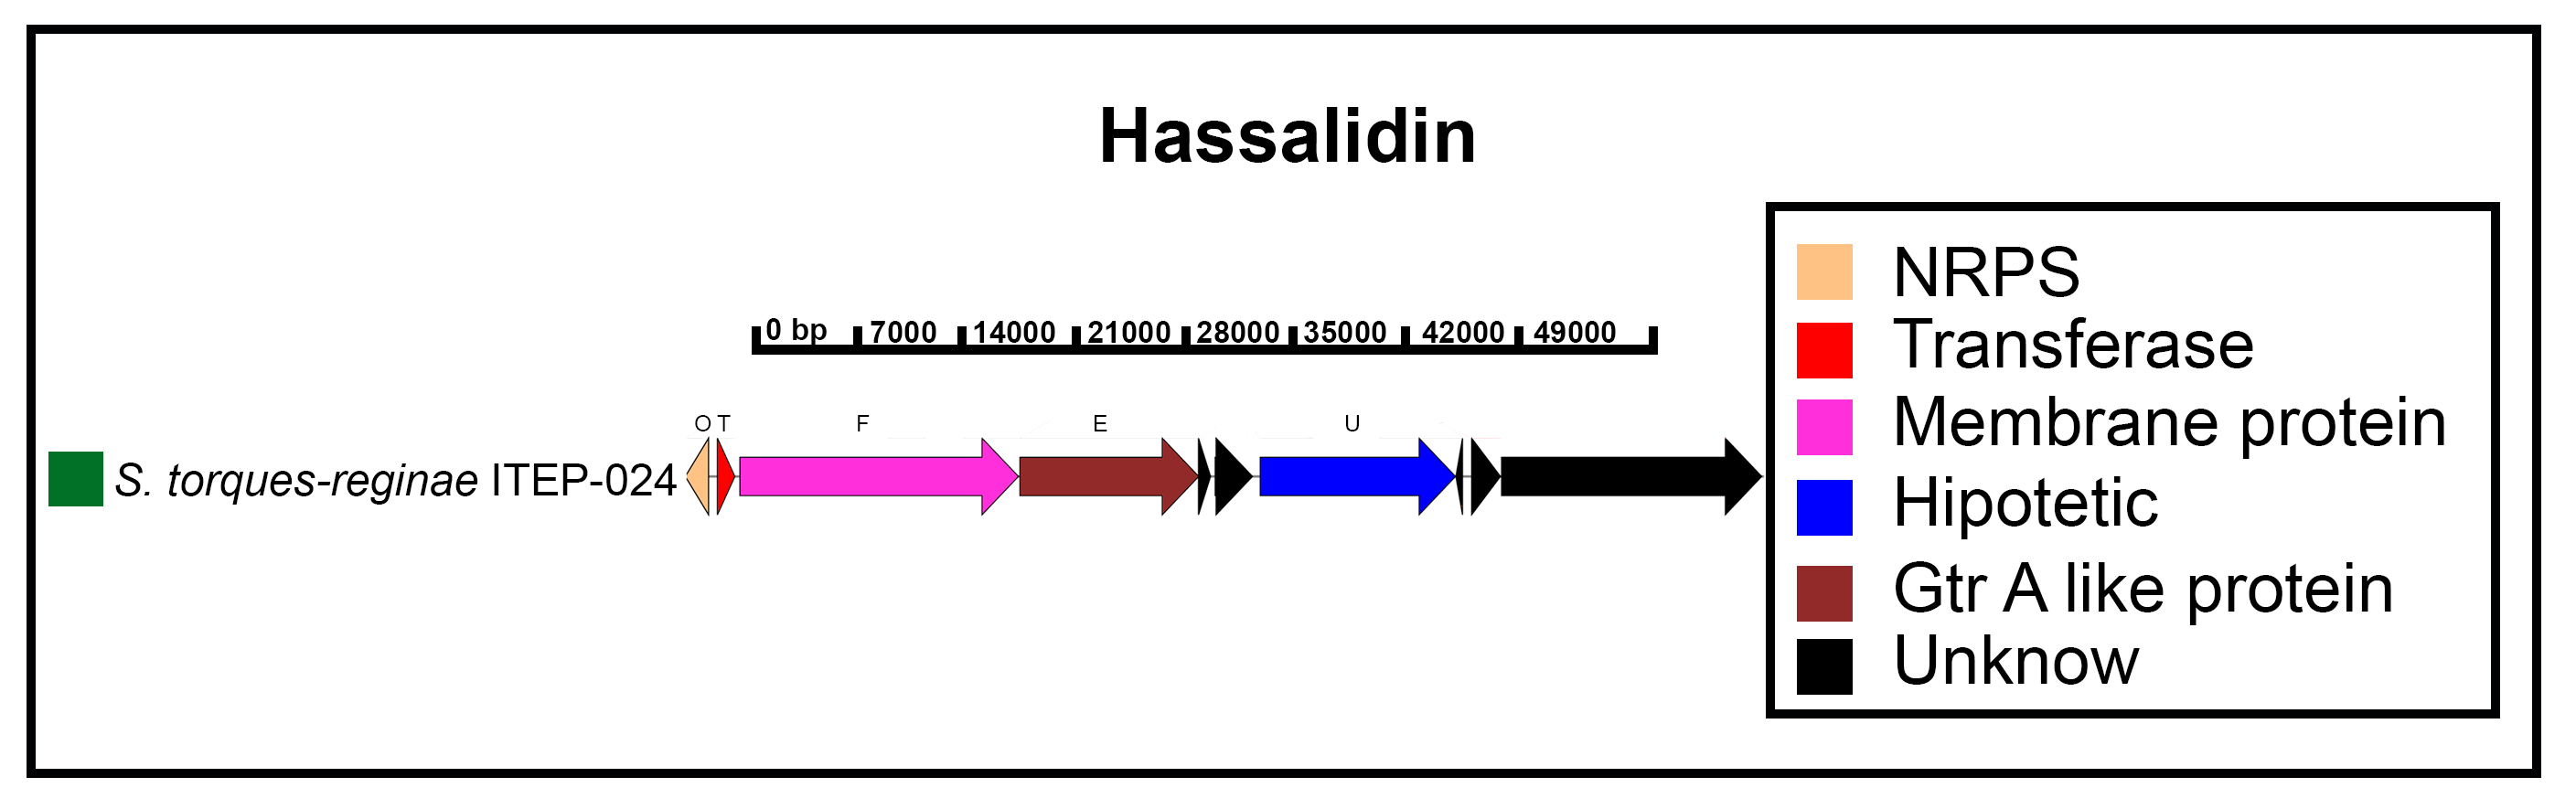 Hassalidin
0 bp 7000 14000 21000 28000 35000 42000 49000
O T F E U
S. torques-reginae ITEP-024
NRPS
Transferase
Membrane protein
Hipotetic
Gtr A like protein
Unknow